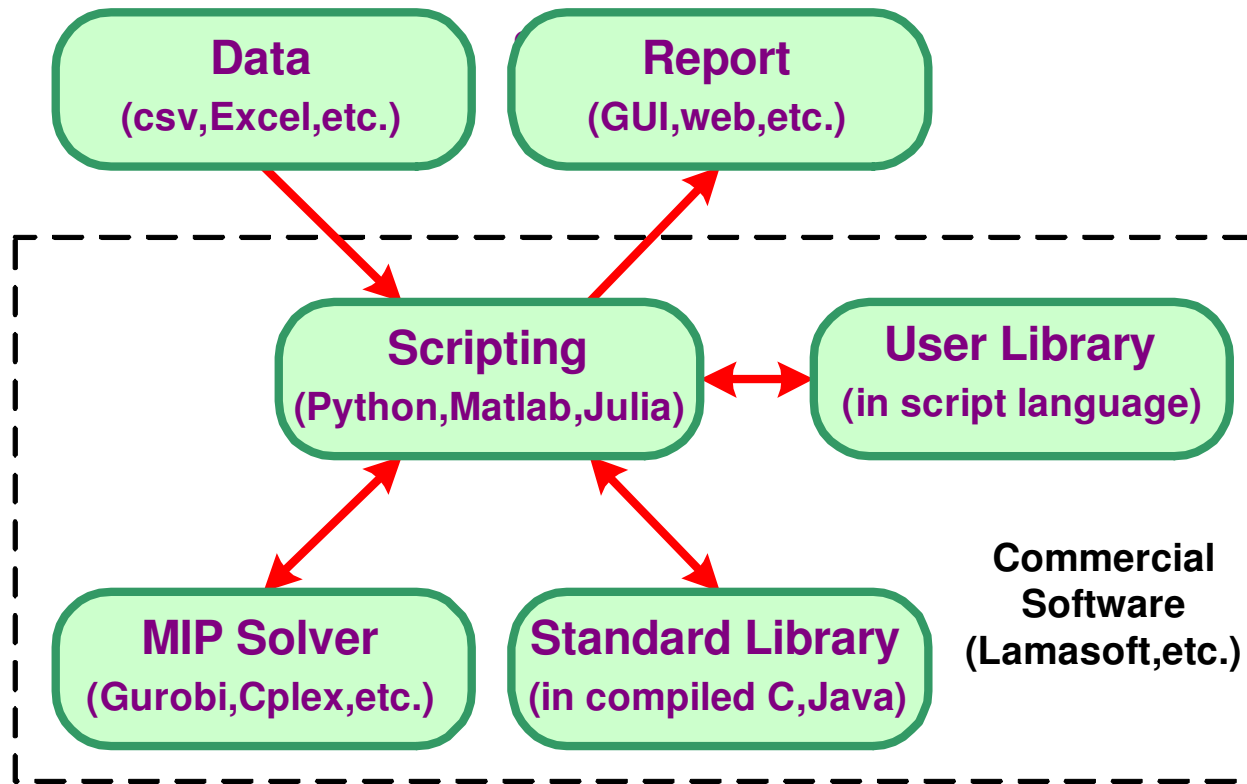 Data
(csv,Excel,etc.)
Report
(GUI,web,etc.)
Scripting
(Python,Matlab,Julia)
User Library
(in script language)
MIP Solver
(Gurobi,Cplex,etc.)
Standard Library
(in compiled C,Java)
Commercial
Software
(Lamasoft,etc.)